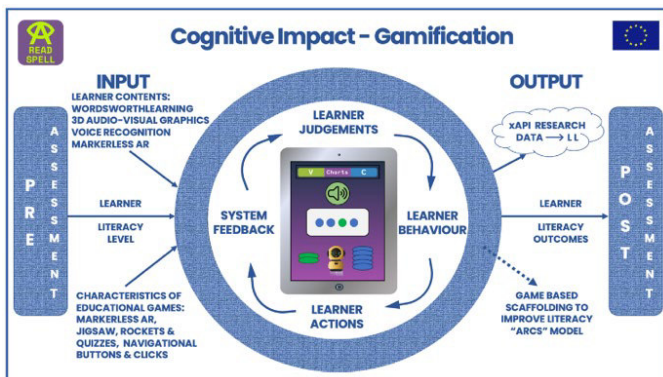 READ
SPELL
Cognitive Impact - Gamification
INPUT
LEARNER CONTENTS:
WORDSWORTHLEARNING
3D AUDIO-VISUAL GRAPHICS
VOICE RECOGNITION
MARKERLESS AR
PRE
ASSESSMENT
LEARNER
LITERACY
LEVEL
CHARACTERISTICS OF
EDUCATIONAL GAMES:
MARKERLESS AR,
JIGSAW, ROCKETS &
QUIZZES, NAVIGATIONAL
BUTTONS & CLICKS
LEARNER
JUDGEMENTS
SYSTEM
FEEDBACK
V Charts C
LEARNER
BEHAVIOUR
LEARNER
ACTIONS
OUTPUT
xAPI RESEARCH
DATA → LL
LEARNER
LITERACY
OUTCOMES
GAME BASED
SCAFFOLDING TO
IMPROVE LITERACY
"ARCS" MODEL
POST
ASSESSMENT